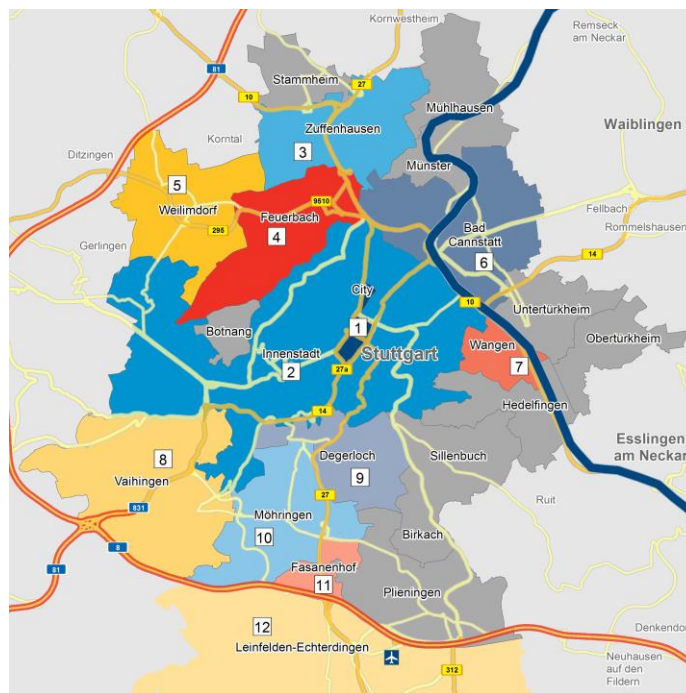 Kornwestheim
Remseck
am Neckar
81
27
Stammheim
10
Mühlhausen
Zuffenhausen
Waiblingen
Korntal
3
Ditzingen
Münster
5
Weilimdorf
9510
Fellbach
Feuerbach
Bad
Cannstatt
Rommelshausen
295
4
Gerlingen
6
14
City
10
Untertürkheim
Botnang
1
Obertürkheim
Innenstadt
Stuttgart
Wangen
2
27a
7
Hedelfingen
14
Esslingen
am Neckar
8
Degerloch
Sillenbuch
Vaihingen
9
27
Ruit
831
Möhringen
10
Birkach
8
Fasanenhof
81
11
Plieningen
12
Denkendorf
Leinfelden-Echterdingen
312
Neuhausen
auf den
Fildern